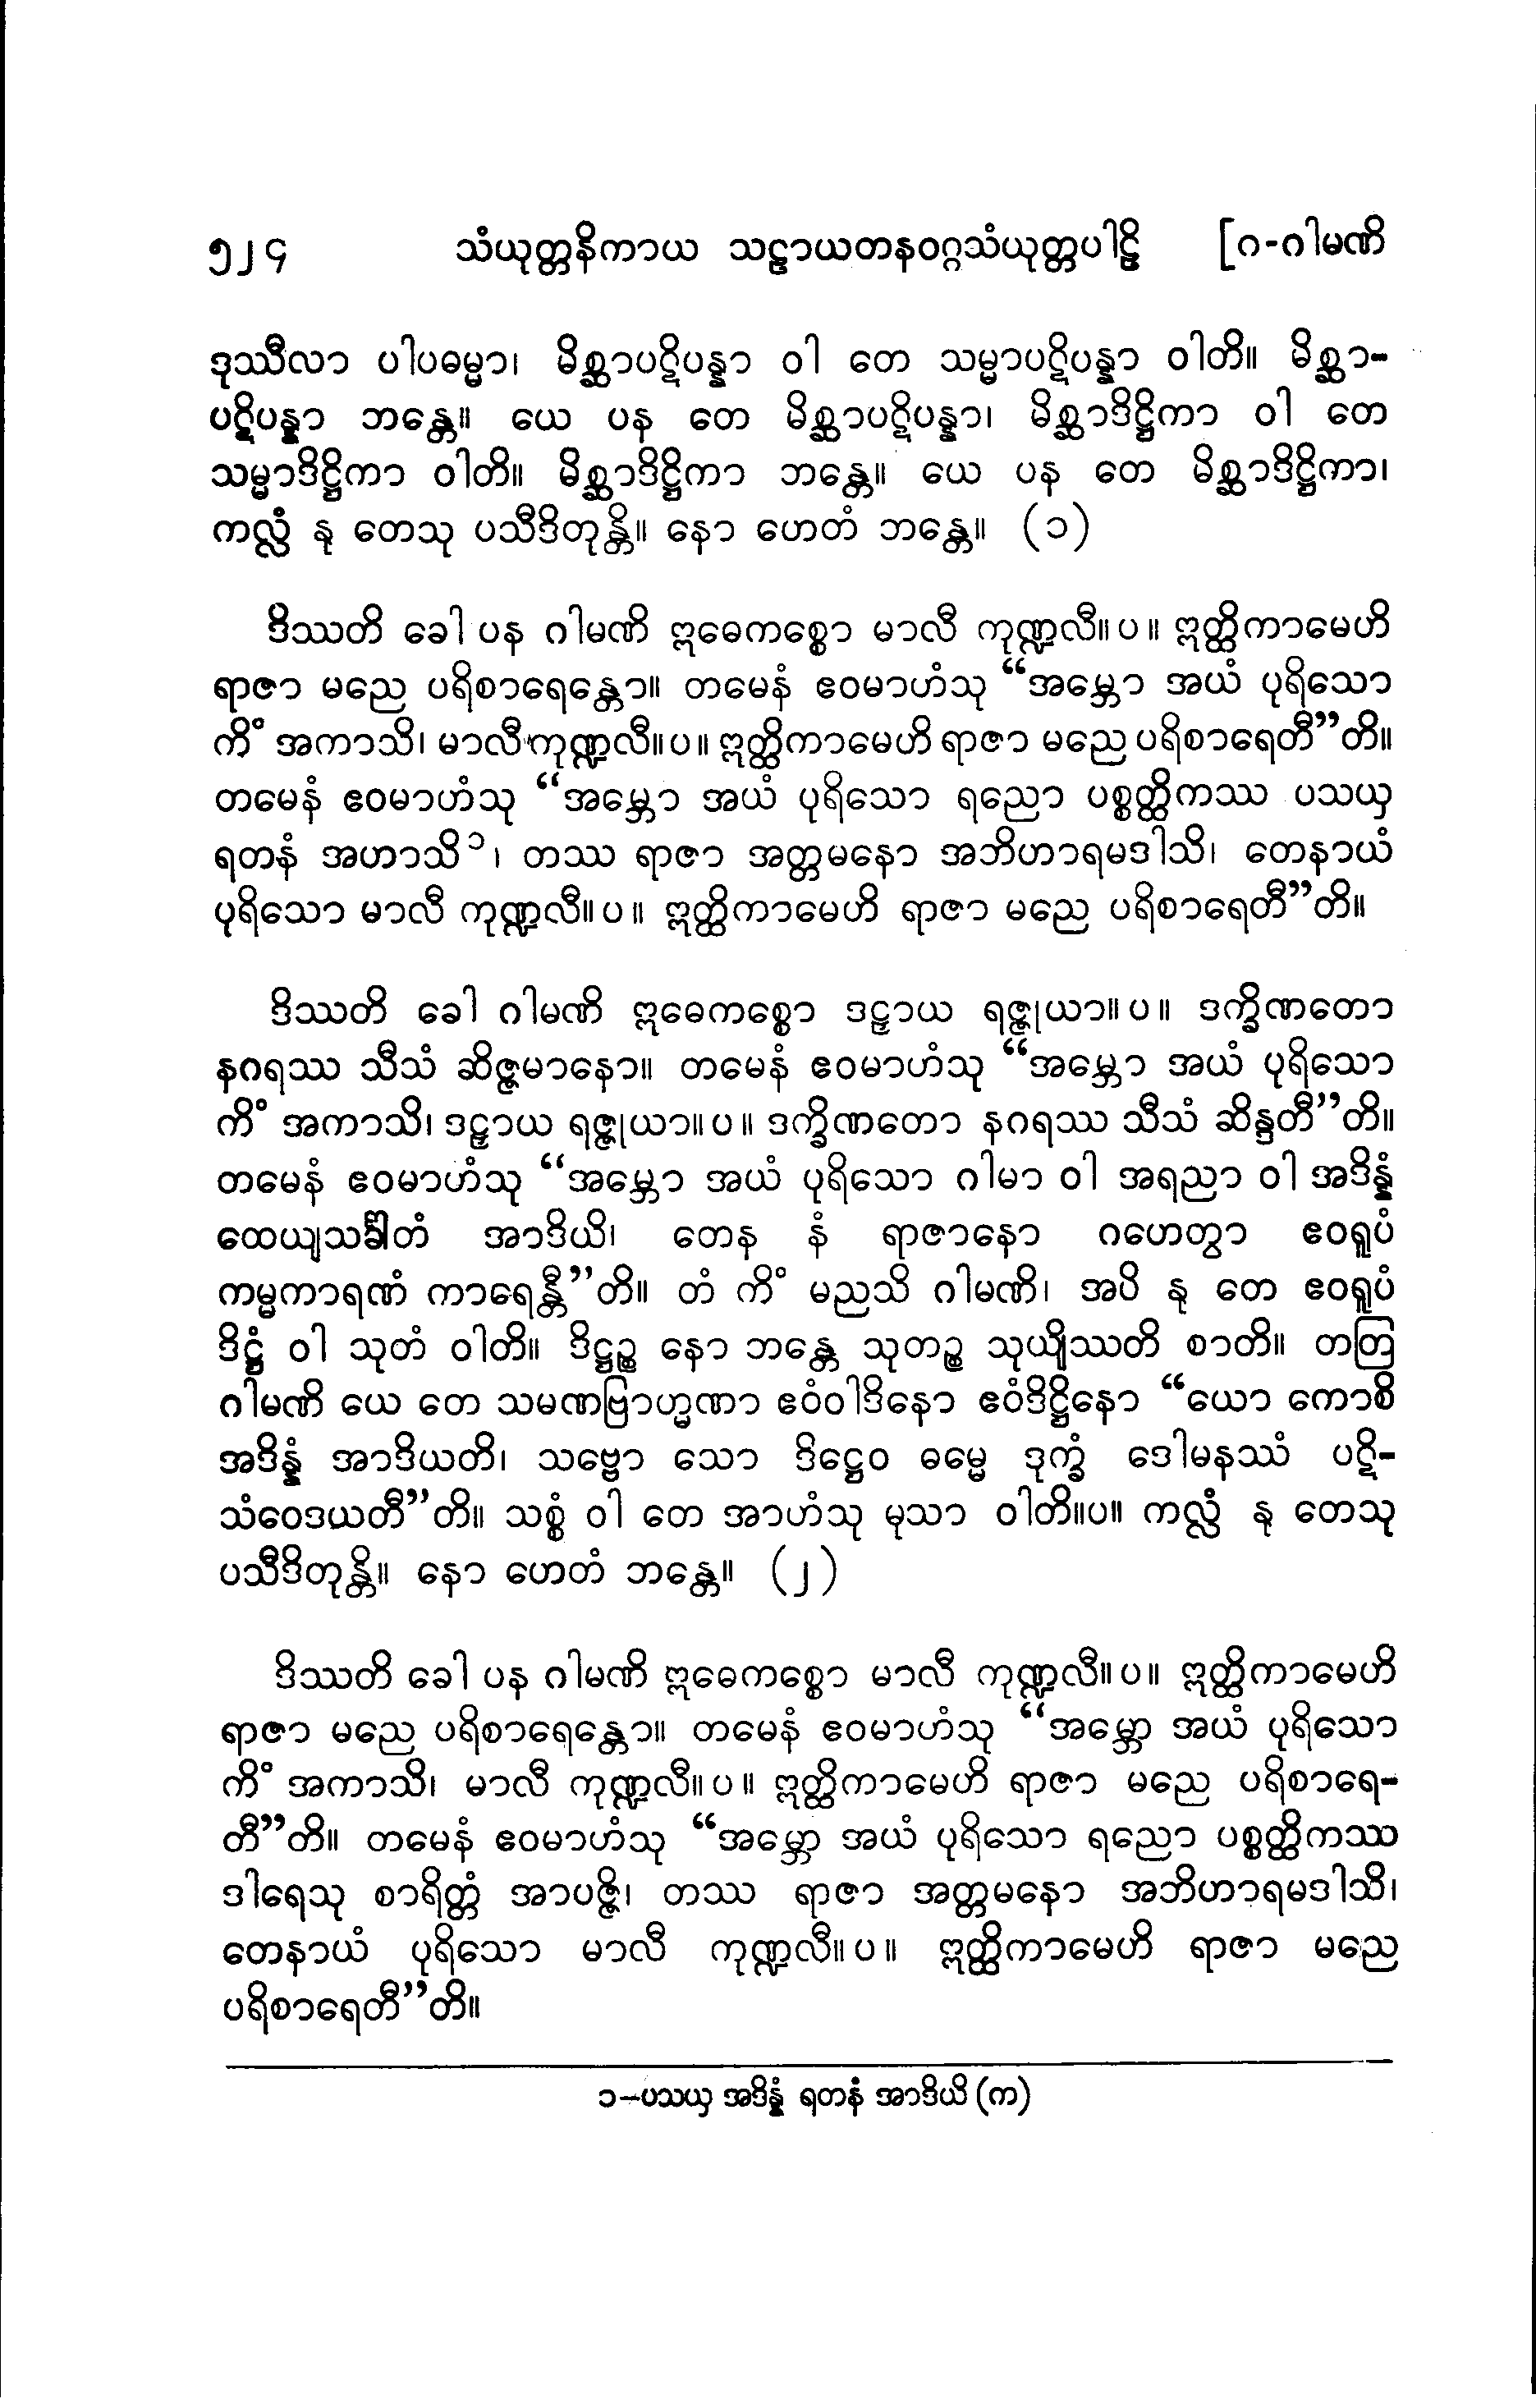 ၅၂၄ သံယုတ္တနိကာယ သဠာယတနဝဂ္ဂသံယုတ္တပါဠိ [ဂ-ဂါမဏိ
ဒုဿီလာ ပါပဓမ္မာ၊ မိစ္ဆာပဋိပန္နာ ဝါ တေ သမ္မာပဋိပန္နာ ဝါတိ။ မိစ္ဆာ-
ပဋိပန္နာ ဘန္တေ။ ယေ ပန တေ မိစ္ဆာပဋိပန္နာ၊ မိစ္ဆာဒိဋ္ဌိကာ ဝါ တေ
သမ္မာဒိဋ္ဌိကာ ဝါတိ။ မိစ္ဆာဒိဋ္ဌိကာ ဘန္တေ။ ယေ ပန တေ မိစ္ဆာဒိဋ္ဌိကာ၊
ကလ္လံ နု တေသု ပသီဒိတုန္တိ။ နော ဟေတံ ဘန္တေ။ (၁)
ဒိဿတိ ခေါ ပန ဂါမဏိ ဣဓေကစ္စော မာလီ ကုဏ္ဍလီ။ပ။ ဣတ္ထိကာမေဟိ
ရာဇာ မညေ ပရိစာရေန္တော။ တမေနံ ဧဝမာဟံသု “အမ္ဘော အယံ ပုရိသော
ကိံ အကာသိ၊ မာလီ ကုဏ္ဍလီ။ပ။ ဣတ္ထိကာမေဟိ ရာဇာ မညေ ပရိစာရေတီ”တိ။
တမေနံ ဧဝမာဟံသု “အမ္ဘော အယံ ပုရိသော ရညော ပစ္စတ္ထိကဿ ပသယှ
ရတနံ အဟာသိ၁၊ တဿ ရာဇာ အတ္တမနော အဘိဟာရမဒါသိ၊ တေနာယံ
ပုရိသော မာလီ ကုဏ္ဍလီ။ပ။ ဣတ္ထိကာမေဟိ ရာဇာ မညေ ပရိစာရေတီ”တိ။
ဒိဿတိ ခေါ ဂါမဏိ ဣဓေကစ္စော ဒဠှာယ ရဇ္ဇုယာ။ပ။ ဒက္ခိဏတော
နဂရဿ သီသံ ဆိဇ္ဇမာနော။ တမေနံ ဧဝမာဟံသု “အမ္ဘော အယံ ပုရိသော
ကိံ အကာသိ၊ ဒဠှာယ ရဇ္ဇုယာ။ပ။ ဒက္ခိဏတော နဂရဿ သီသံ ဆိန္ဒတီ”တိ။
တမေနံ ဧဝမာဟံသု “အမ္ဘော အယံ ပုရိသော ဂါမာ ဝါ အရညာ ဝါ အဒိန္နံ
ထေယျသင်္ခါတံ အာဒိယိ၊ တေန နံ ရာဇာနော ဂဟေတွာ ဧဝရူပံ
ကမ္မကာရဏံ ကာရေန္တီ”တိ။ တံ ကိံ မညသိ ဂါမဏိ၊ အပိ နု တေ ဧဝရူပံ
ဒိဋ္ဌံ ဝါ သုတံ ဝါတိ။ ဒိဋ္ဌဉ္စ နော ဘန္တေ သုတဉ္စ သုယျိဿတိ စာတိ။ တတြ
ဂါမဏိ ယေ တေ သမဏဗြာဟ္မဏာ ဧဝံဝါဒိနော ဧဝံဒိဋ္ဌိနော “ယော ကောစိ
အဒိန္နံ အာဒိယတိ၊ သဗ္ဗော သော ဒိဋ္ဌေဝ ဓမ္မေ ဒုက္ခံ ဒေါမနဿံ ပဋိ-
သံဝေဒယတီ”တိ။ သစ္စံ ဝါ တေ အာဟံသု မုသာ ဝါတိ။ပ။ ကလ္လံ နု တေသု
ပသီဒိတုန္တိ။ နော ဟေတံ ဘန္တေ။ (၂)
ဒိဿတိ ခေါ ပန ဂါမဏိ ဣဓေကစ္စော မာလီ ကုဏ္ဍလီ။ပ။ ဣတ္ထိကာမေဟိ
ရာဇာ မညေ ပရိစာရေန္တော။ တမေနံ ဧဝမာဟံသု “အမ္ဘော အယံ ပုရိသော
ကိံ အကာသိ၊ မာလီ ကုဏ္ဍလီ။ပ။ ဣတ္ထိကာမေဟိ ရာဇာ မညေ ပရိစာရေ-
တီ”တိ။ တမေနံ ဧဝမာဟံသု “အမ္ဘော အယံ ပုရိသော ရညော ပစ္စတ္ထိကဿ
ဒါရေသု စာရိတ္တံ အာပဇ္ဇိ၊ တဿ ရာဇာ အတ္တမနော အဘိဟာရမဒါသိ၊
တေနာယံ ပုရိသော မာလီ ကုဏ္ဍလီ။ပ။ ဣတ္ထိကာမေဟိ ရာဇာ မညေ
ပရိစာရေတီ”တိ။
၁-ပသယှ အဒိန္နံ ရတနံ အာဒိယိ (က)